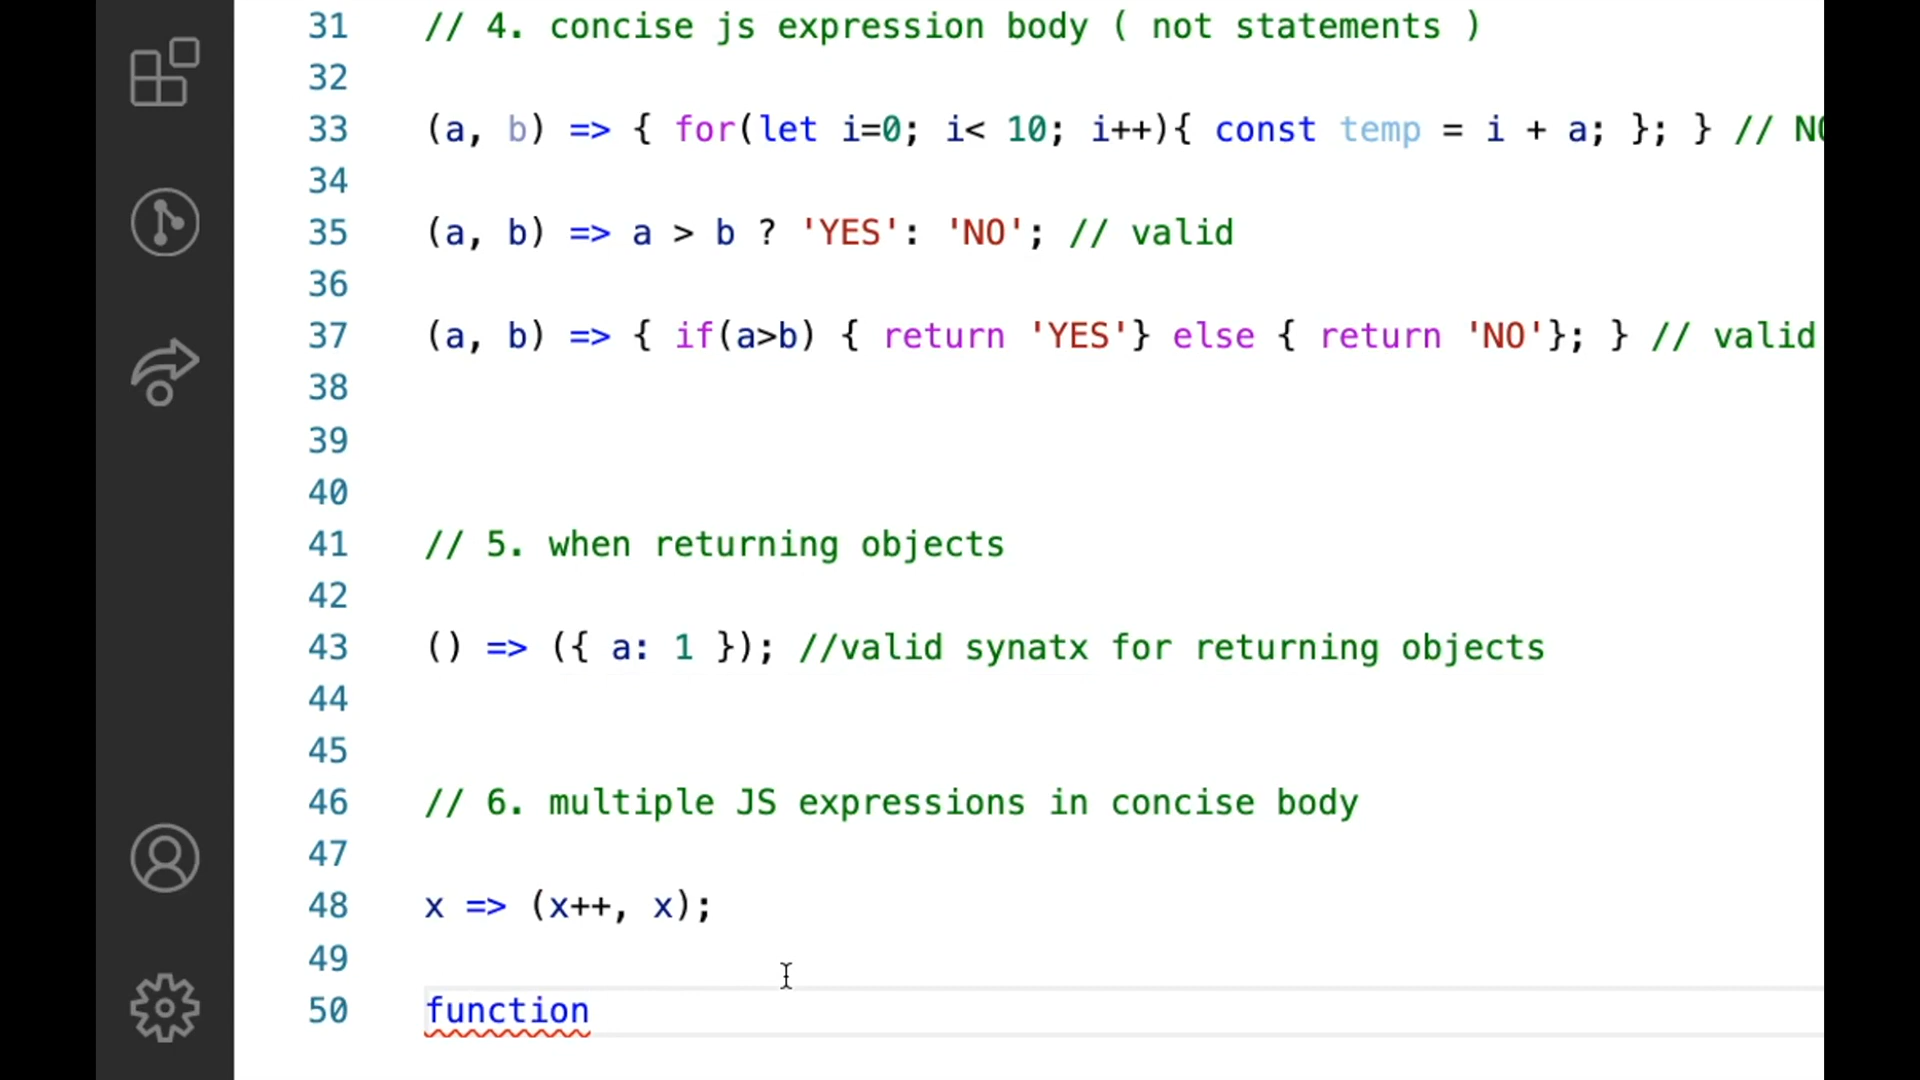 31 // 4. concise js expression body ( not statements )
32
33 (a, b) => { for(let i=0; i< 10; i++){ const temp = i + a; }; } // 
34
35 (a, b) => a > b ? 'YES': 'NO'; // valid
36
37 (a, b) => { if(a>b) { return 'YES'} else { return 'NO'}; } // valid
38
39
40
41 // 5. when returning objects
42
43 () => ({ a: 1 }); //valid synatx for returning objects
44
45
46 // 6. multiple JS expressions in concise body
47
48 x => (x++, x);
49
50 function